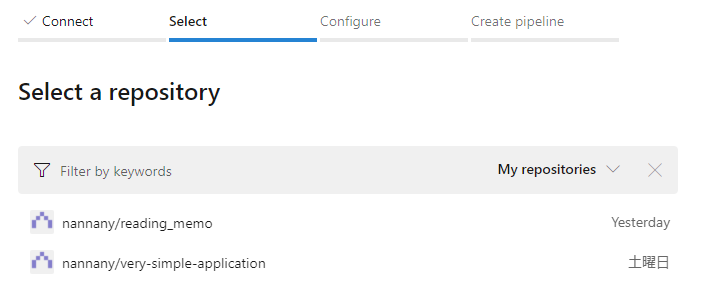 Connect Select Configure Create pipeline
Select a repository
Filter by keywords My repositories
nannany/reading_memo Yesterday
nannany/very-simple-application 土曜日